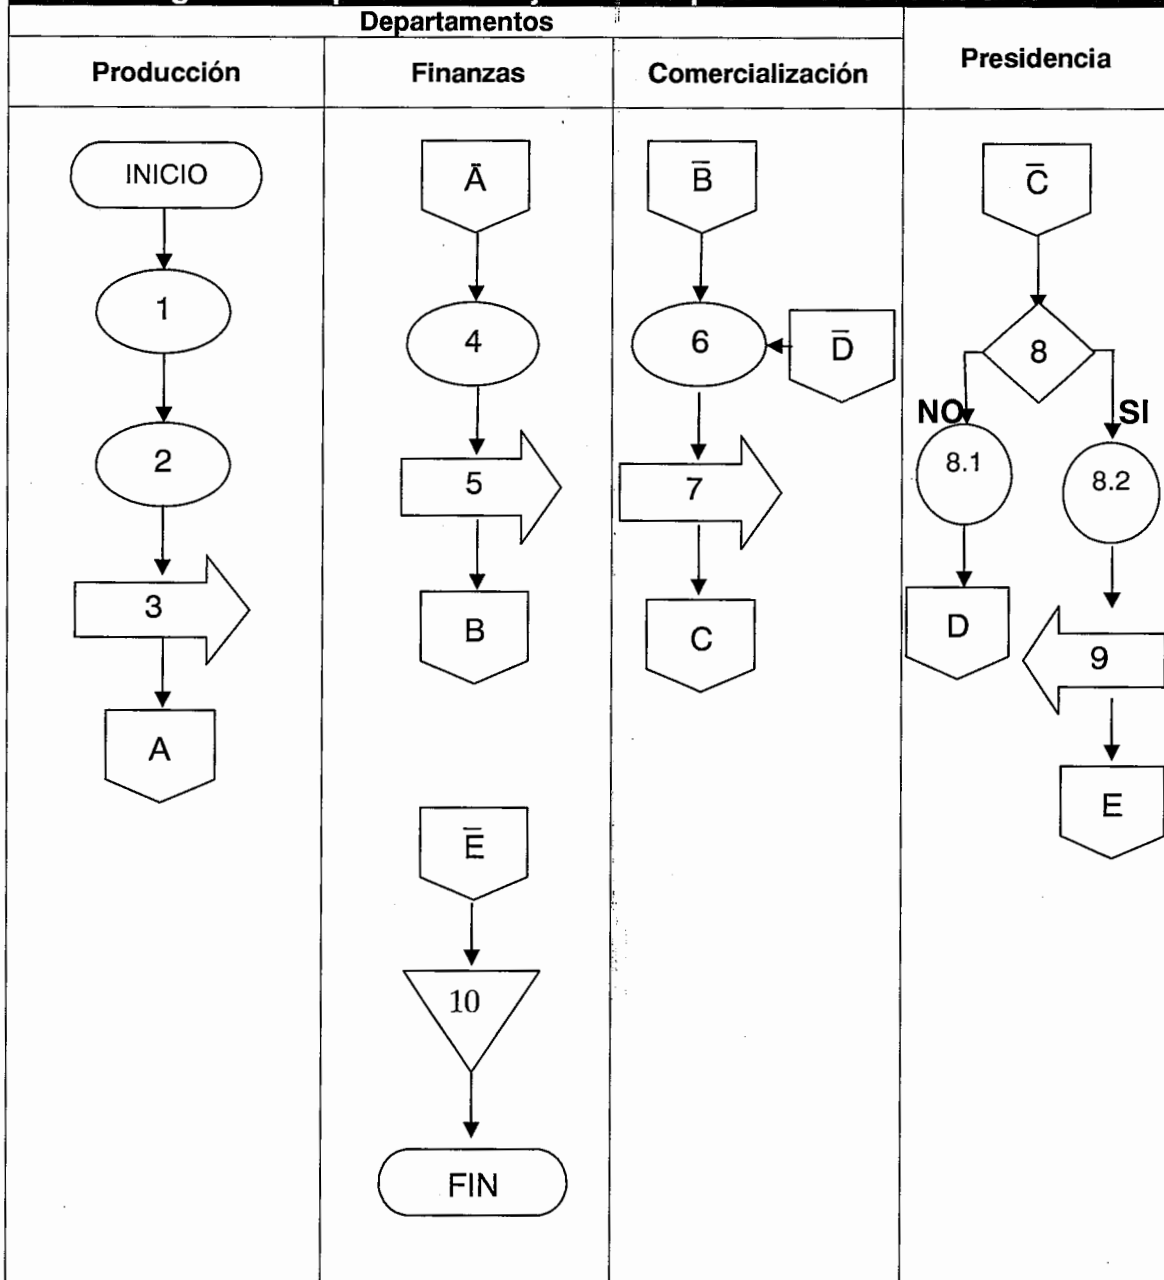 Departamentos
Producción
Finanzas
Comercialización
Presidencia
INICIO
1
2
3
A
A̅
4
5
B
E̅
10
FIN
B̅
6
D̅
7
C
C̅
8
NO
SI
8.1
8.2
D
9
E